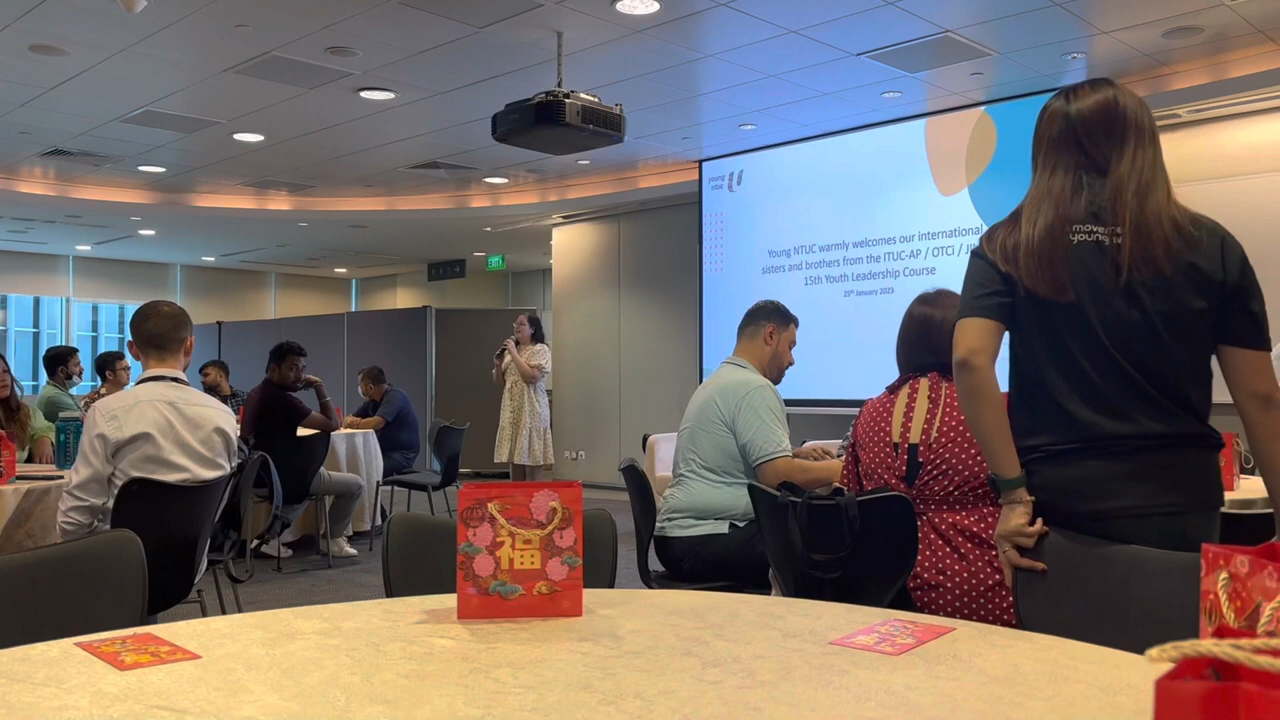 young
ntuc
Young NTUC warmly welcomes our international
sisters and brothers from the ITUC-AP / OTCi /
15th Youth Leadership Course
25th January 2023
EXIT
young
福